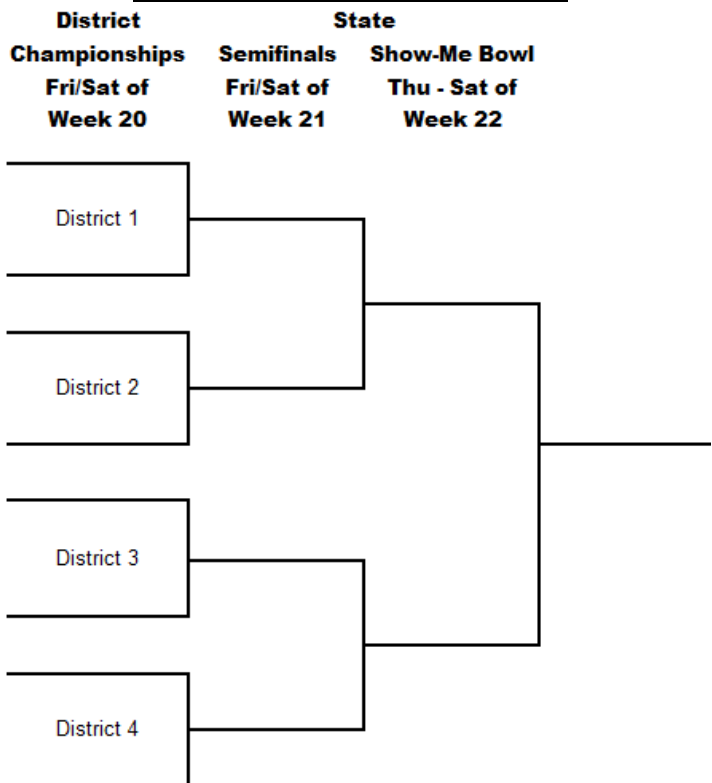 District
Championships
Fri/Sat of
Week 20
State
Semifinals
Fri/Sat of
Week 21
Show-Me Bowl
Thu - Sat of
Week 22
District 1
District 2
District 3
District 4